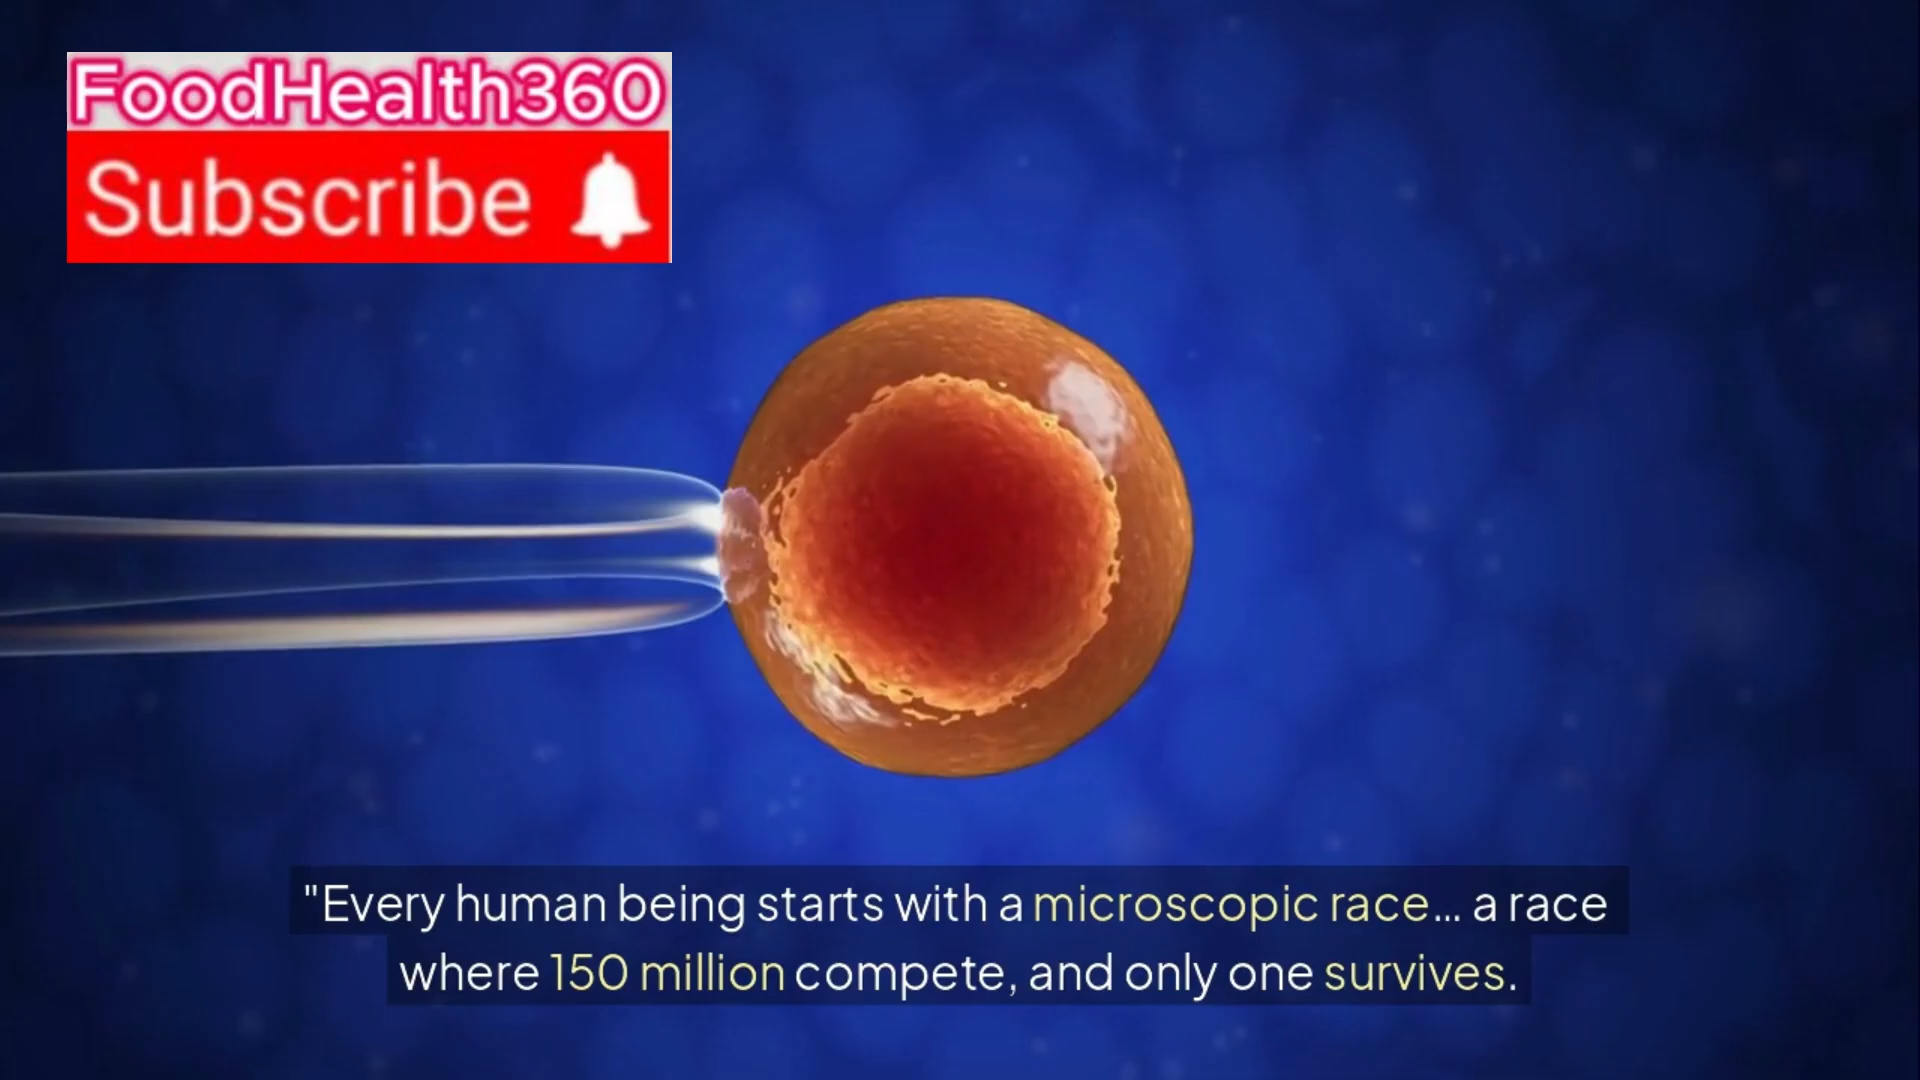 FoodHealth360
Subscribe
"Every human being starts with a microscopic race... a race
where 150 million compete, and only one survives.